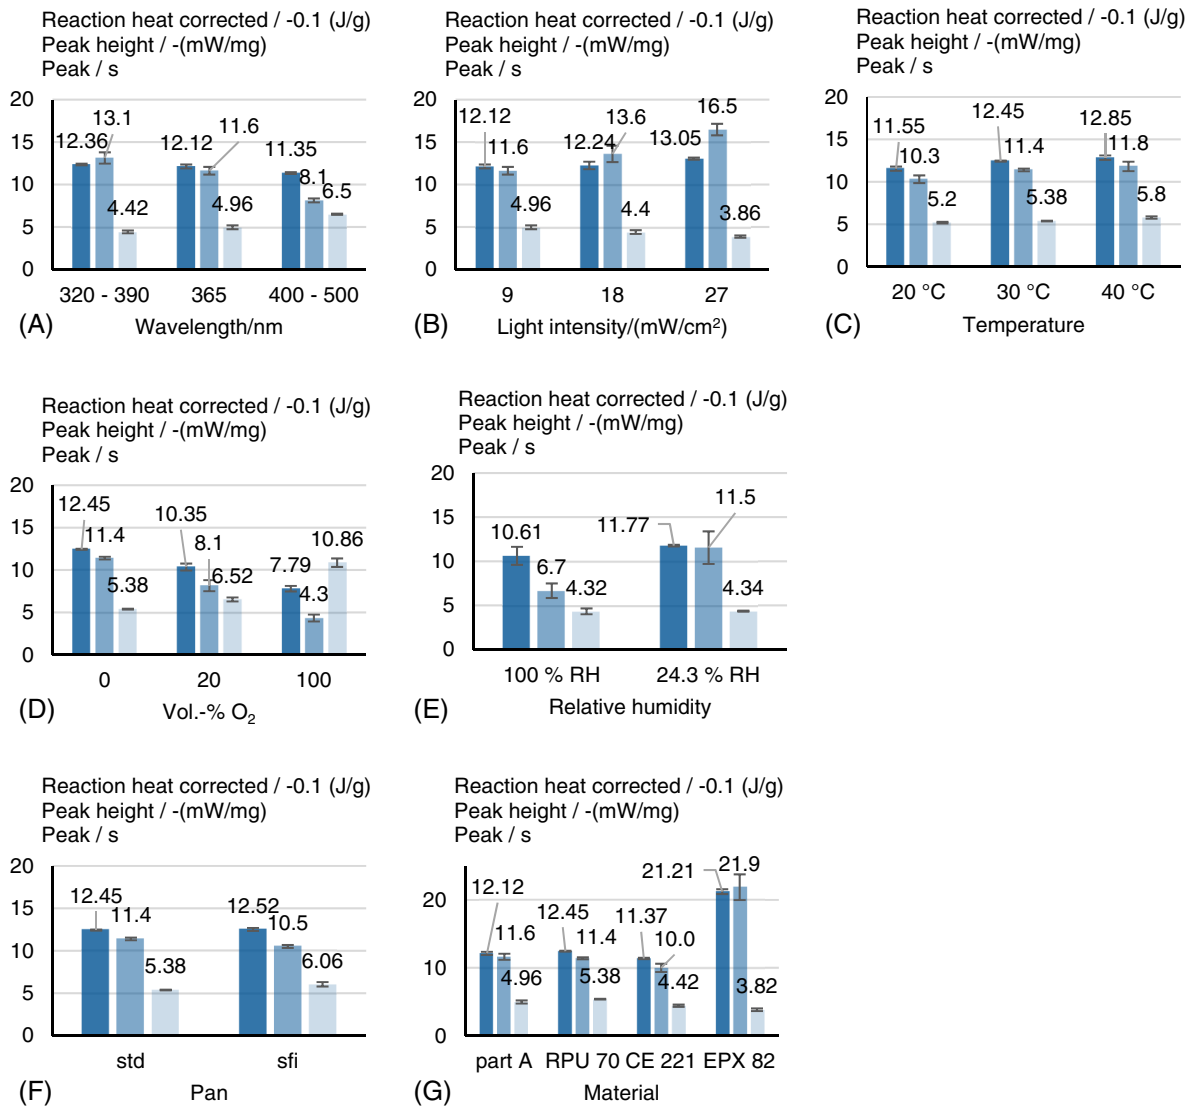 Reaction heat corrected / -0.1 (J/g)
Peak height / -(mW/mg)
Peak / s
20
15
10
5
0
12.36
13.1
4.42
12.12
11.6
4.96
11.35
8.1
6.5
320 - 390
365
400 - 500
(A)
Wavelength/nm
Reaction heat corrected / -0.1 (J/g)
Peak height / -(mW/mg)
Peak / s
20
15
10
5
0
12.12
11.6
4.96
12.24
13.6
4.4
13.05
16.5
3.86
9
18
27
(B)
Light intensity/(mW/cm²)
Reaction heat corrected / -0.1 (J/g)
Peak height / -(mW/mg)
Peak / s
20
15
10
5
0
11.55
10.3
5.2
12.45
11.4
5.38
12.85
11.8
5.8
20 °C
30 °C
40 °C
(C)
Temperature
Reaction heat corrected / -0.1 (J/g)
Peak height / -(mW/mg)
Peak / s
20
15
10
5
0
12.45
11.4
5.38
10.35
8.1
6.52
7.79
4.3
10.86
0
20
100
(D)
Vol.-% O₂
Reaction heat corrected / -0.1 (J/g)
Peak height / -(mW/mg)
Peak / s
20
15
10
5
0
10.61
6.7
4.32
11.77
11.5
4.34
100 % RH
24.3 % RH
(E)
Relative humidity
Reaction heat corrected / -0.1 (J/g)
Peak height / -(mW/mg)
Peak / s
20
15
10
5
0
12.45
11.4
5.38
12.52
10.5
6.06
std
sfi
(F)
Pan
Reaction heat corrected / -0.1 (J/g)
Peak height / -(mW/mg)
Peak / s
20
10
0
12.12
11.6
4.96
12.45
11.4
5.38
11.37
10.0
4.42
21.21
21.9
3.82
part A
RPU 70
CE 221
EPX 82
(G)
Material